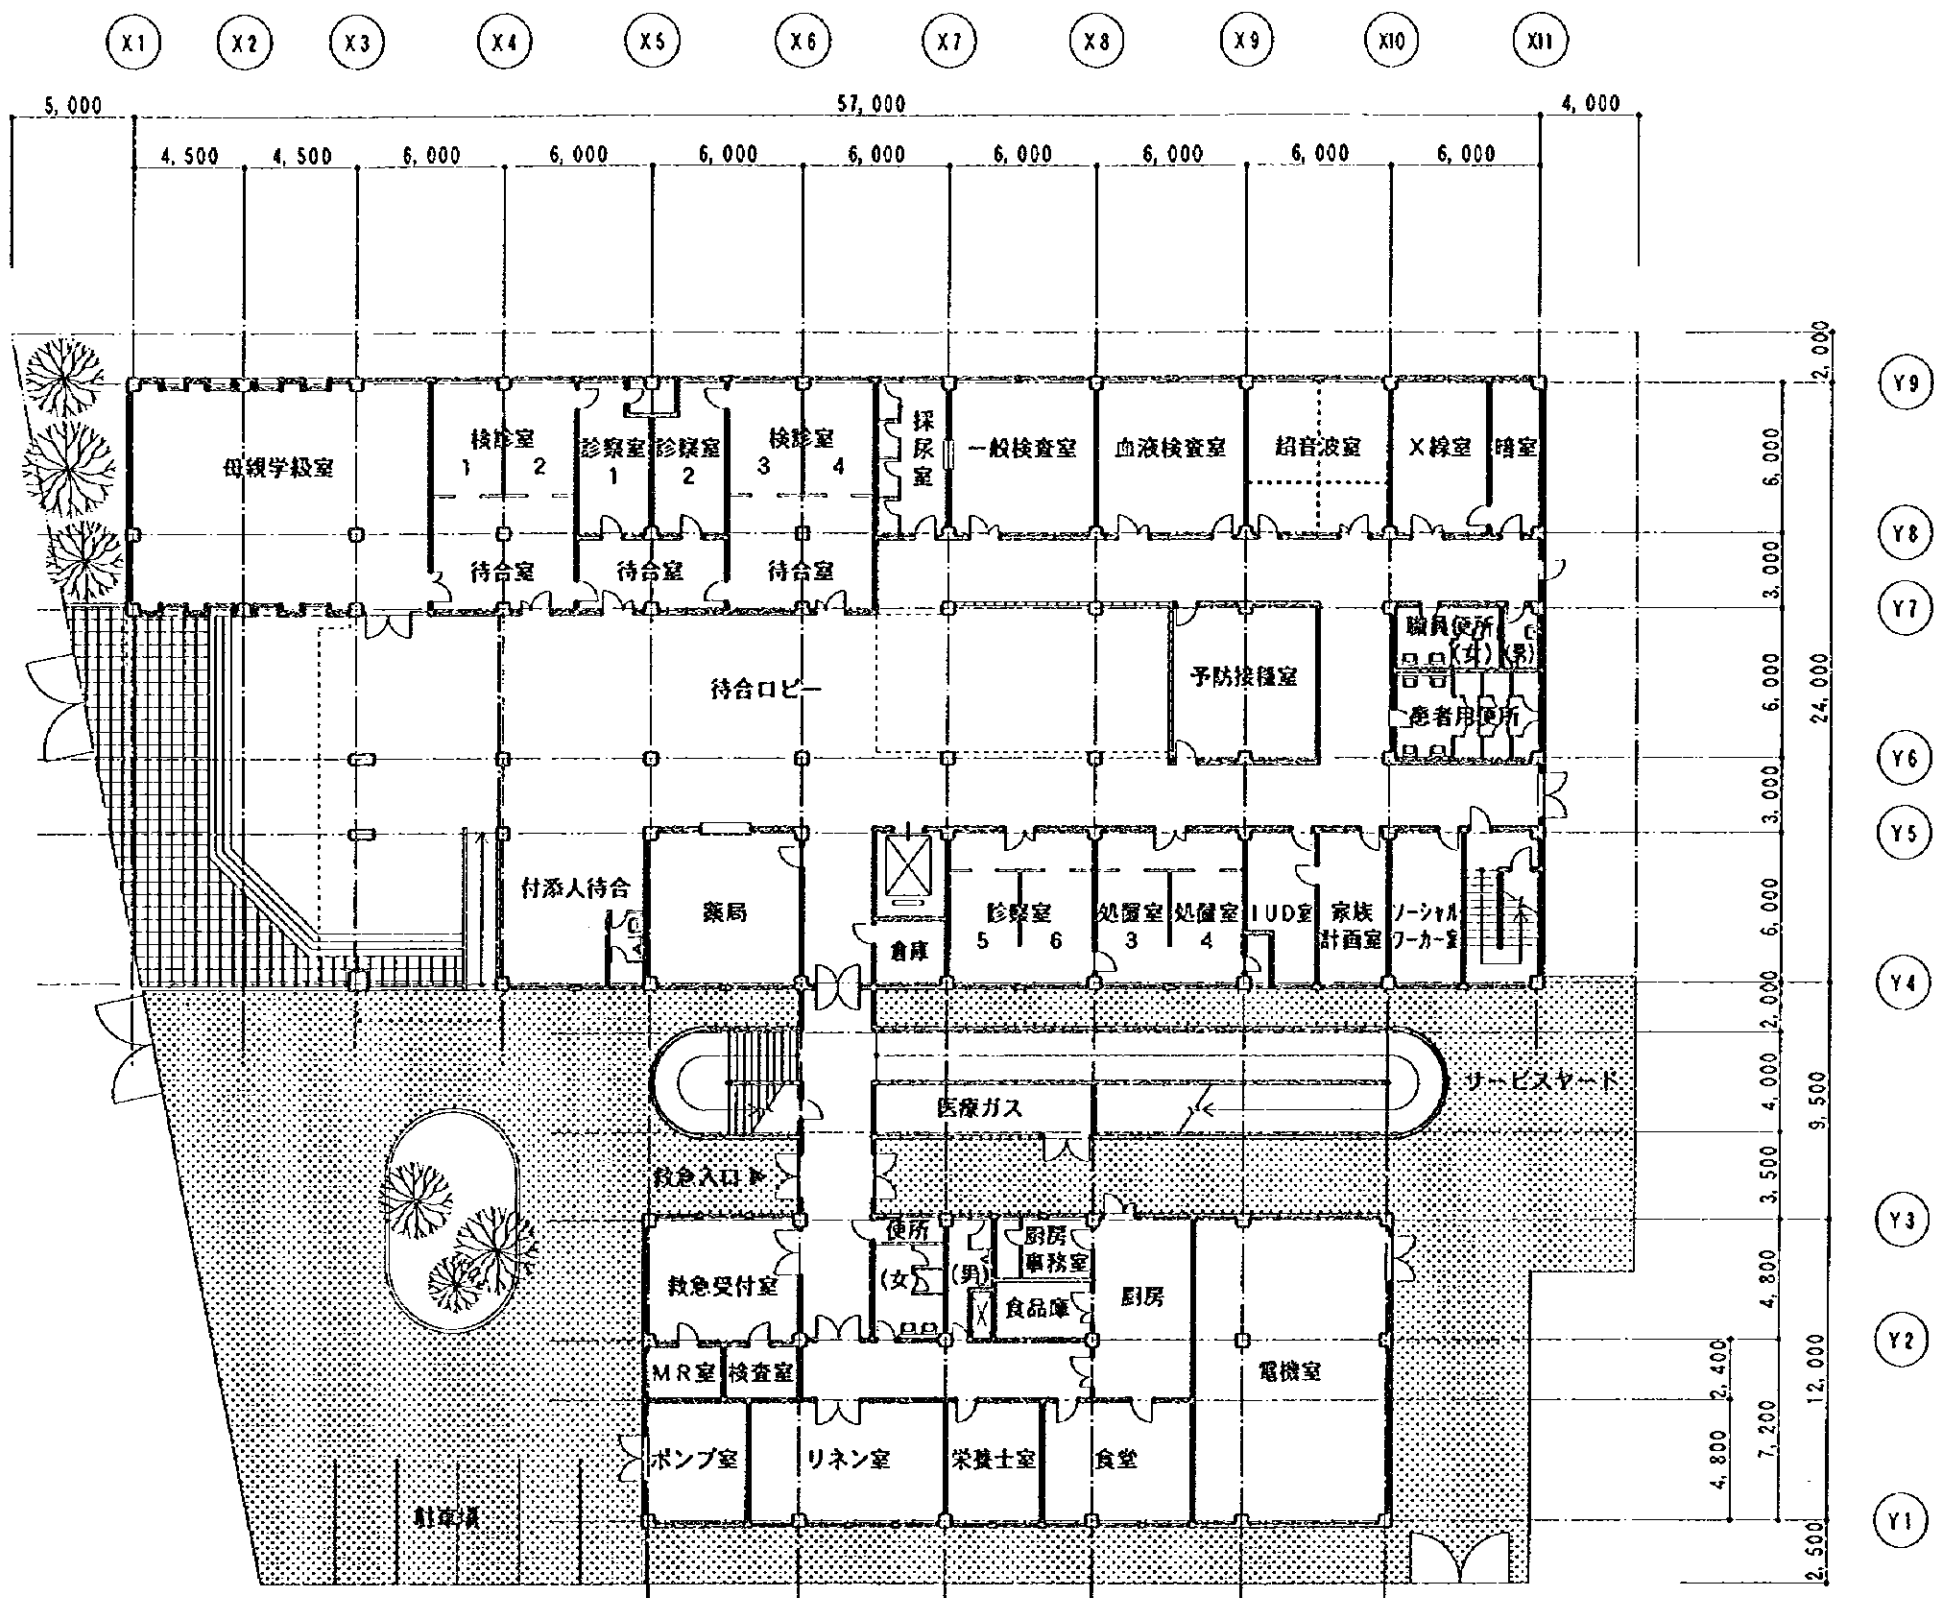 X1 X2 X3 X4 X5 X6 X7 X8 X9 X10 X11
5,000 57,000 4,000
4,500 4,500 6,000 6,000 6,000 6,000 6,000 6,000 6,000 6,000
2,000
Y9
母親学級室
検診室
1 2
診察室
1
診察室
2
検診室
3 4
採尿室
一般検査室
血液検査室
超音波室
X線室
暗室
6,000
Y8
待合室 待合室 待合室
3,000
Y7
待合ロビー
予防接種室
職員便所
(女) (男)
患者用便所
6,000
24,000
Y6
3,000
Y5
付添人待合
薬局
倉庫
診察室
5 6
処置室
3
処置室
4
IUD室
家族
計画室
ソーシャル
ワーカー室
6,000
Y4
2,000
医療ガス
サービスヤード
4,000
9,500
救急入口
3,500
Y3
救急受付室
便所
(女)
(男)
厨房
事務室
食品庫
厨房
4,800
Y2
MR室 検査室
電機室
2,400
12,000
ポンプ室 リネン室 栄養士室 食堂
4,800
7,200
駐車場
Y1
2,500